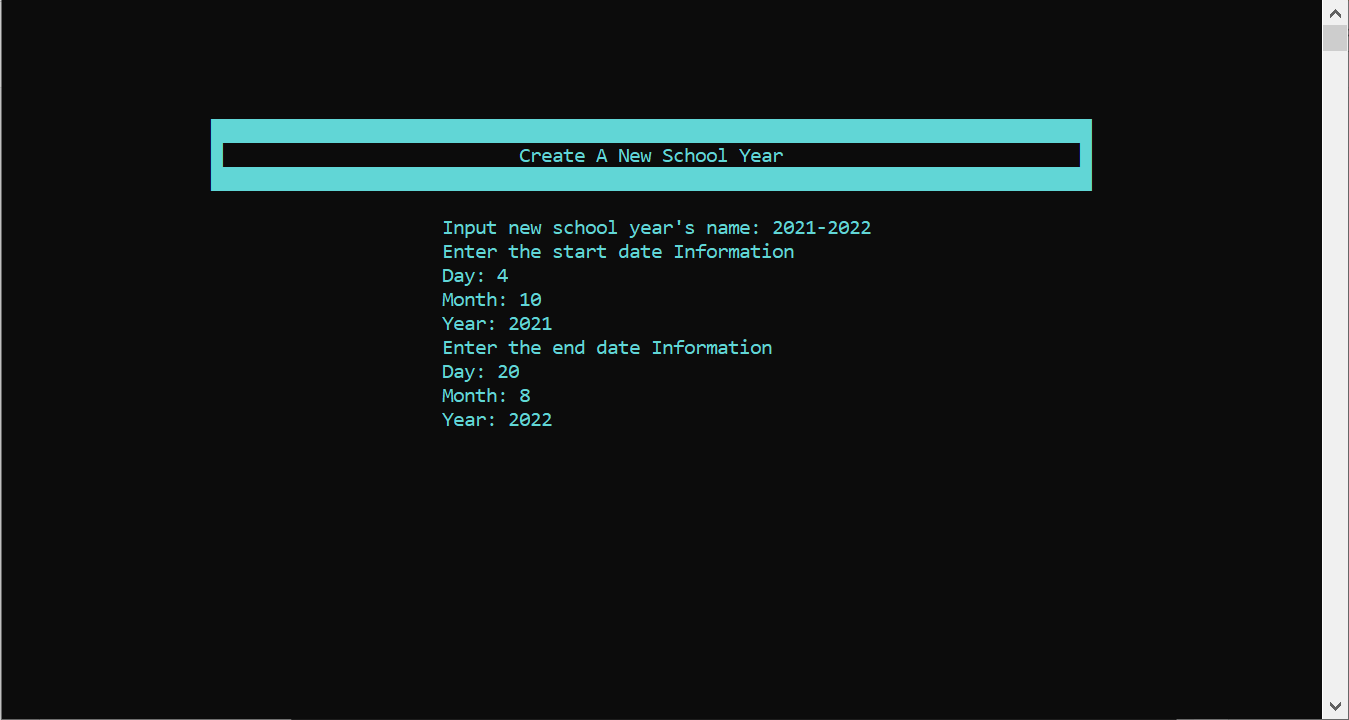 Create A New School Year
Input new school year's name: 2021-2022
Enter the start date Information
Day: 4
Month: 10
Year: 2021
Enter the end date Information
Day: 20
Month: 8
Year: 2022